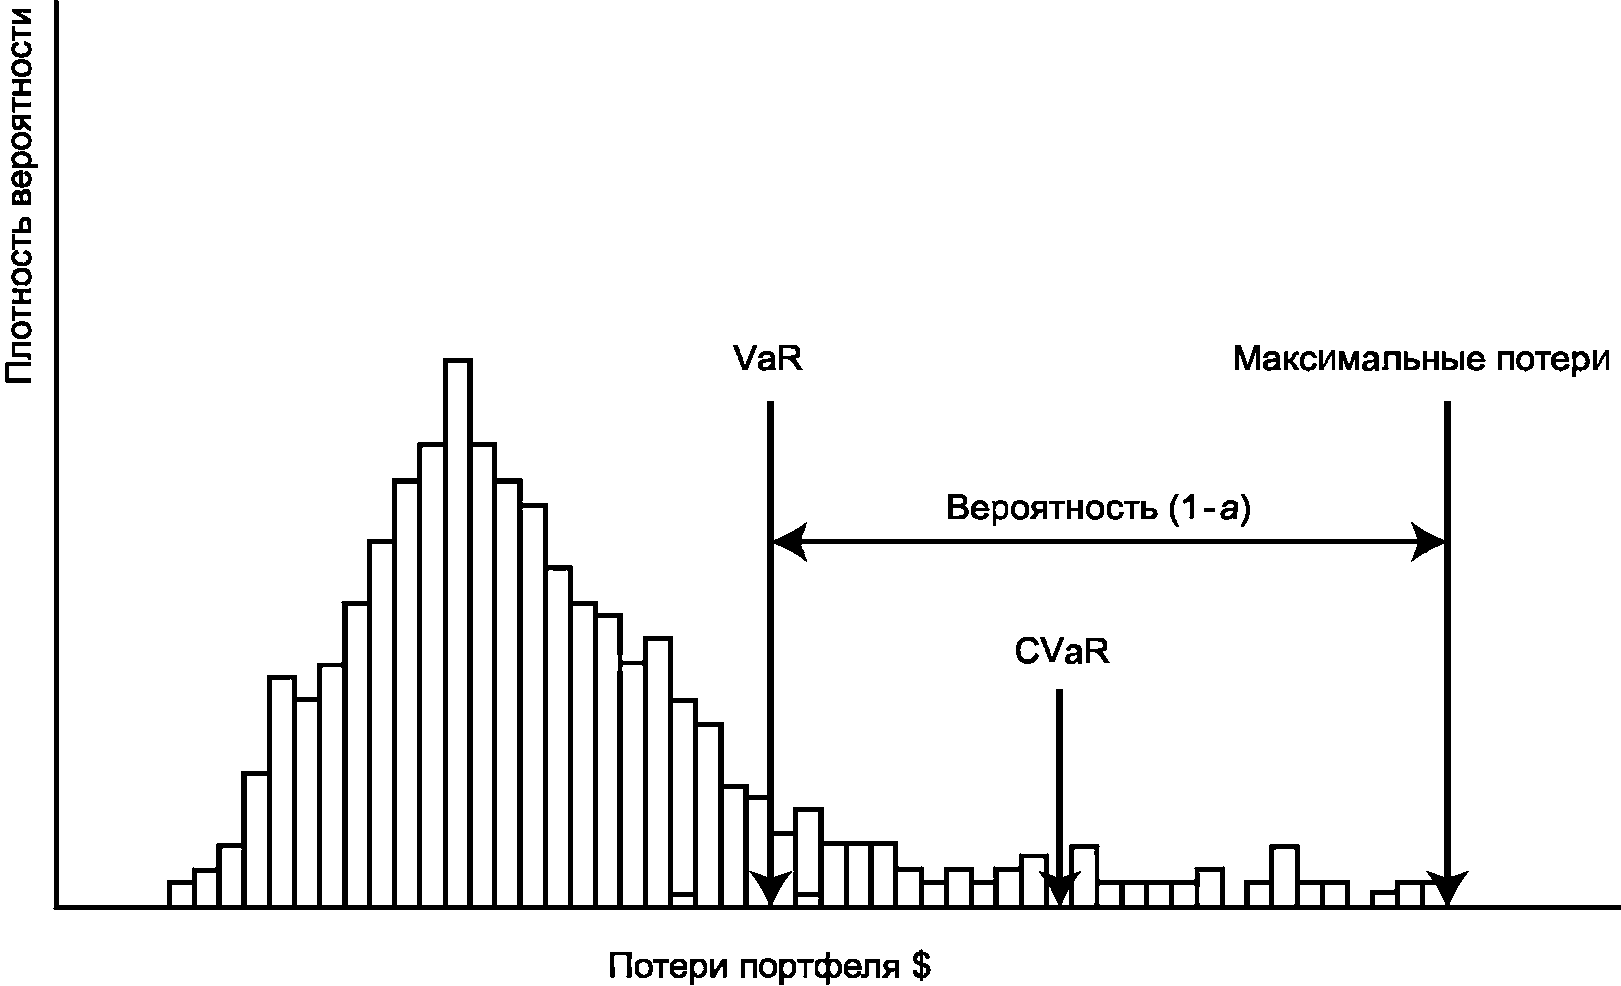 Плотность вероятности
VaR
Максимальные потери
Вероятность (1-a)
CVaR
Потери портфеля $